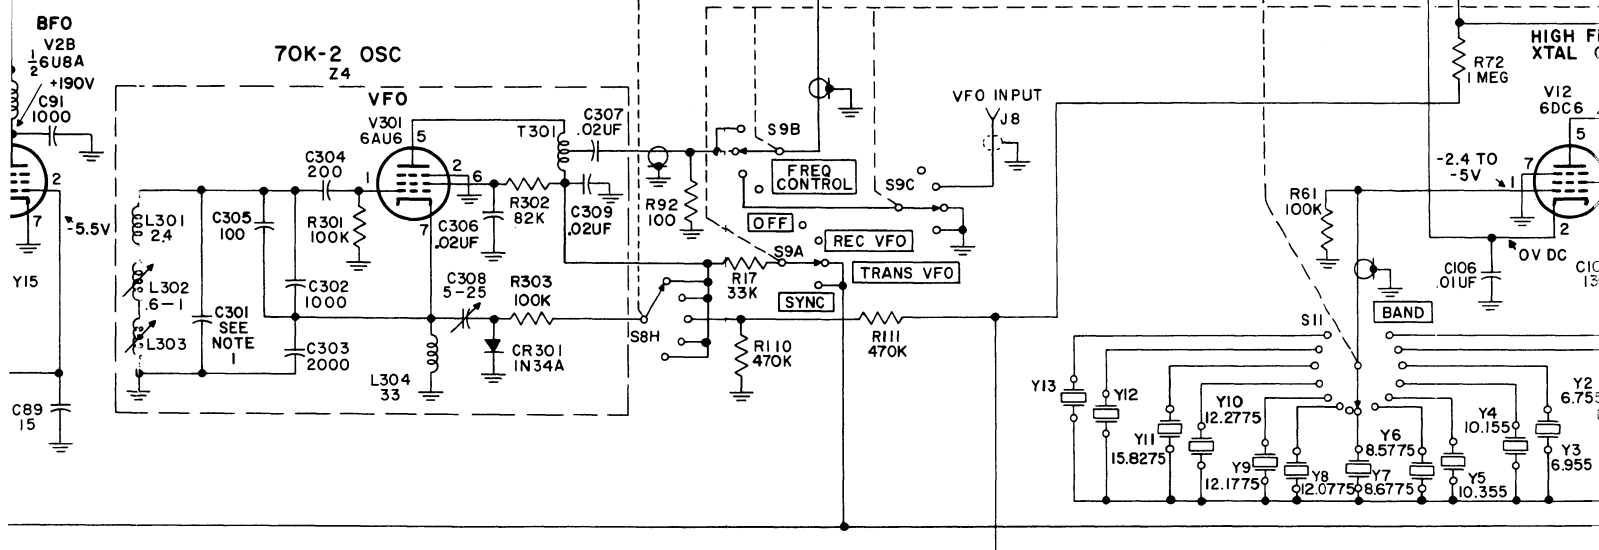 BFO
V2B
1/2 6U8A
+190V
C91
1000
2
7
-5.5V
Y15
C89
15
70K-2 OSC
Z4
VFO
V301
6AU6
5
2
6
1
7
C304
200
L301
2.4
C305
100
R301
100K
L302
.6-1
L303
C301
SEE
NOTE
1
C302
1000
C303
2000
C306
.02UF
R302
82K
T301
C307
.02UF
C309
.02UF
C308
5-25
R303
100K
CR301
1N34A
L304
33
R92
100
S9B
FREQ
CONTROL
S9C
VFO INPUT
J8
OFF
REC VFO
S9A
TRANS VFO
R17
33K
SYNC
S8H
R110
470K
R111
470K
R72
1 MEG
HIGH
XTAL
V12
6DC6
5
7
1
2
-2.4 TO
-5V
R61
100K
0V DC
C106
.01UF
BAND
S11
Y13
Y12
Y11
15.8275
Y10
12.2775
Y9
12.1775
Y8
12.0775
Y7
8.6775
Y6
8.5775
Y5
10.355
Y4
10.155
Y3
6.955
Y2
6.755